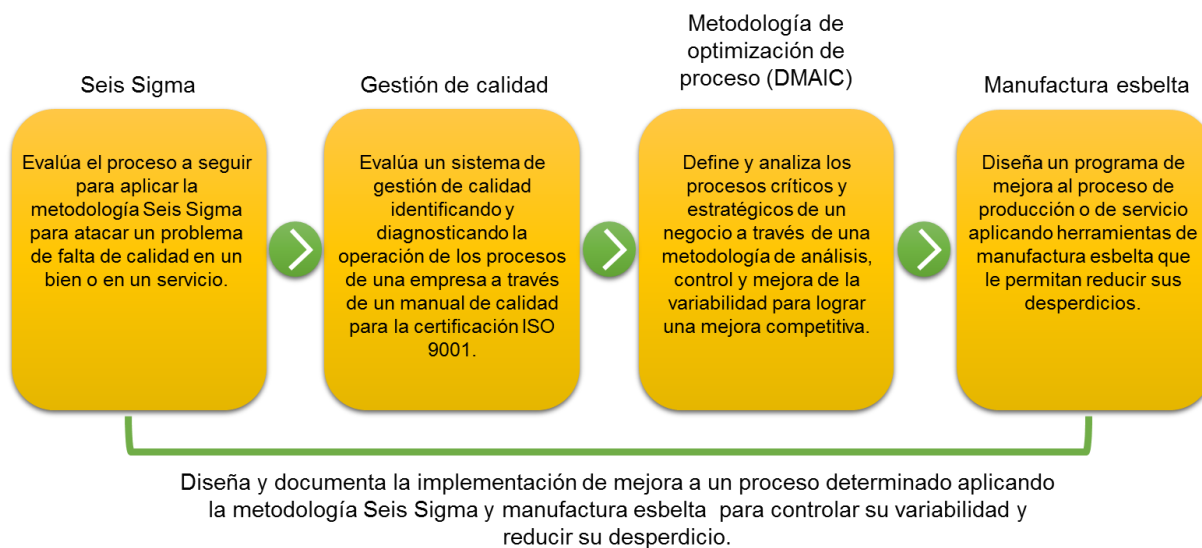 Seis Sigma
Evalúa el proceso a seguir
para aplicar la
metodología Seis Sigma
para atacar un problema
de falta de calidad en un
bien o en un servicio.
Gestión de calidad
Evalúa un sistema de
gestión de calidad
identificando y
diagnosticando la
operación de los procesos
de una empresa a través
de un manual de calidad
para la certificación ISO
9001.
Metodología de
optimización de
proceso (DMAIC)
Define y analiza los
procesos críticos y
estratégicos de un
negocio a través de una
metodología de análisis,
control y mejora de la
variabilidad para lograr
una mejora competitiva.
Manufactura esbelta
Diseña un programa de
mejora al proceso de
producción o de servicio
aplicando herramientas de
manufactura esbelta que
le permitan reducir sus
desperdicios.
Diseña y documenta la implementación de mejora a un proceso determinado aplicando
la metodología Seis Sigma y manufactura esbelta para controlar su variabilidad y
reducir su desperdicio.